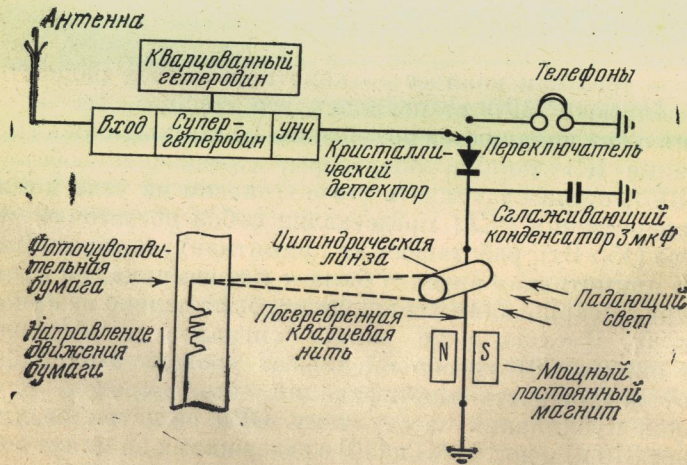 Антенна
Кварцованный
гетеродин
Вход
Супер-
гетеродин
УНЧ
Телефоны
Переключатель
Кристалли-
ческий
детектор
Сглаживающий
конденсатор 3 мкФ
Фоточувстви-
тельная
бумага
Цилиндрическая
линза
Падающий
свет
Посеребренная
кварцевая
нить
Направление
движения
бумаги
N
S
Мощный
постоянный
магнит